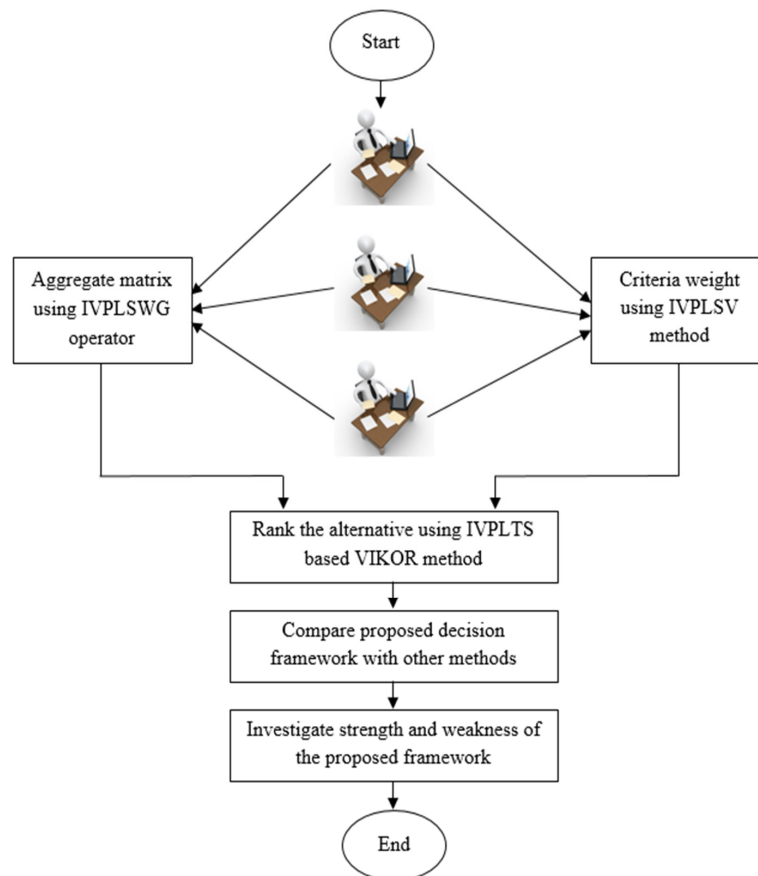 Start
Aggregate matrix
using IVPLSWG
operator
Criteria weight
using IVPLSV
method
Rank the alternative using IVPLTS
based VIKOR method
Compare proposed decision
framework with other methods
Investigate strength and weakness of
the proposed framework
End